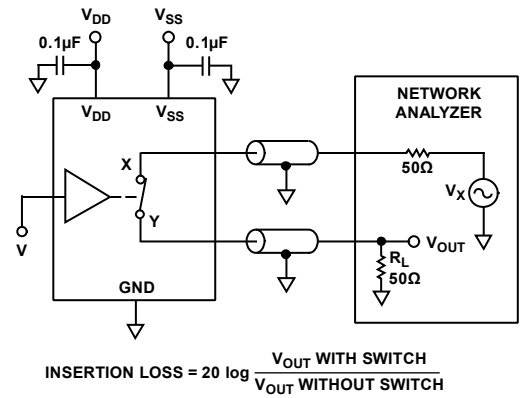 VDD VSS
0.1µF 0.1µF
VDD VSS
NETWORK
ANALYZER
X
50Ω
VX
Y
V
VOUT
RL
50Ω
GND
INSERTION LOSS = 20 log VOUT WITH SWITCH
VOUT WITHOUT SWITCH